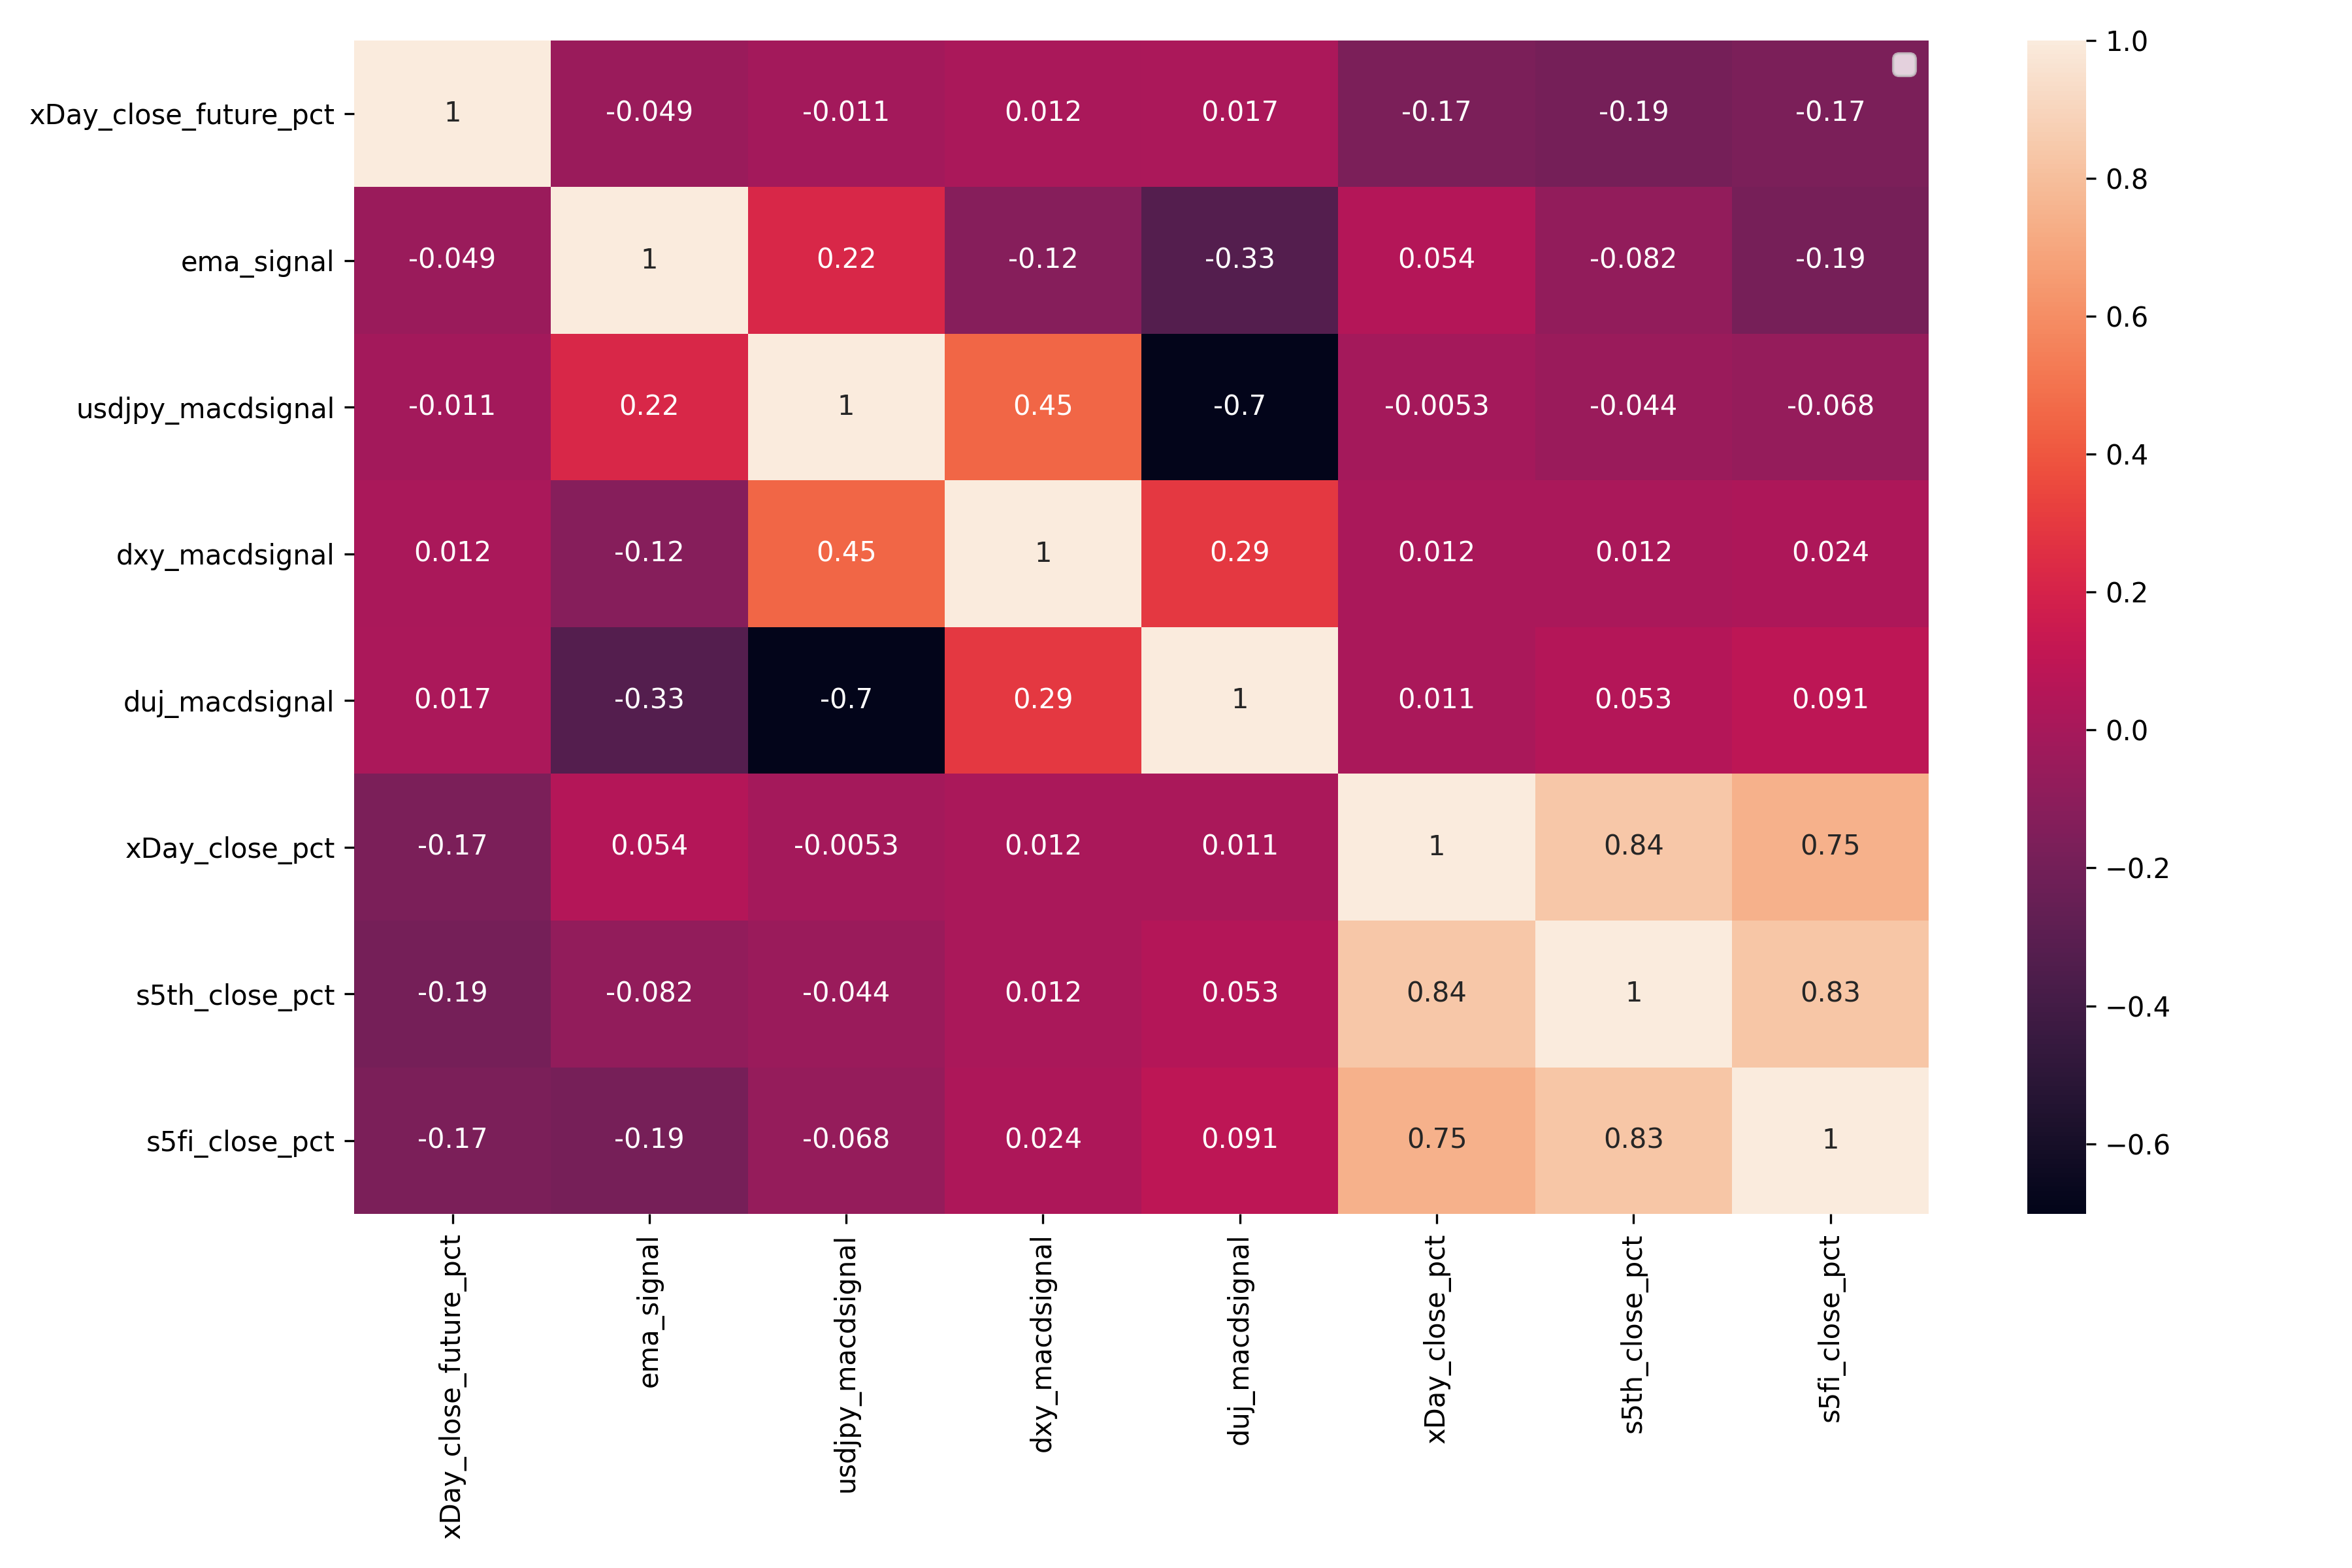 xDay_close_future_pct 1 -0.049 -0.011 0.012 0.017 -0.17 -0.19 -0.17
ema_signal -0.049 1 0.22 -0.12 -0.33 0.054 -0.082 -0.19
usdjpy_macdsignal -0.011 0.22 1 0.45 -0.7 -0.0053 -0.044 -0.068
dxy_macdsignal 0.012 -0.12 0.45 1 0.29 0.012 0.012 0.024
duj_macdsignal 0.017 -0.33 -0.7 0.29 1 0.011 0.053 0.091
xDay_close_pct -0.17 0.054 -0.0053 0.012 0.011 1 0.84 0.75
s5th_close_pct -0.19 -0.082 -0.044 0.012 0.053 0.84 1 0.83
s5fi_close_pct -0.17 -0.19 -0.068 0.024 0.091 0.75 0.83 1
xDay_close_future_pct
ema_signal
usdjpy_macdsignal
dxy_macdsignal
duj_macdsignal
xDay_close_pct
s5th_close_pct
s5fi_close_pct
1.0
0.8
0.6
0.4
0.2
0.0
−0.2
−0.4
−0.6